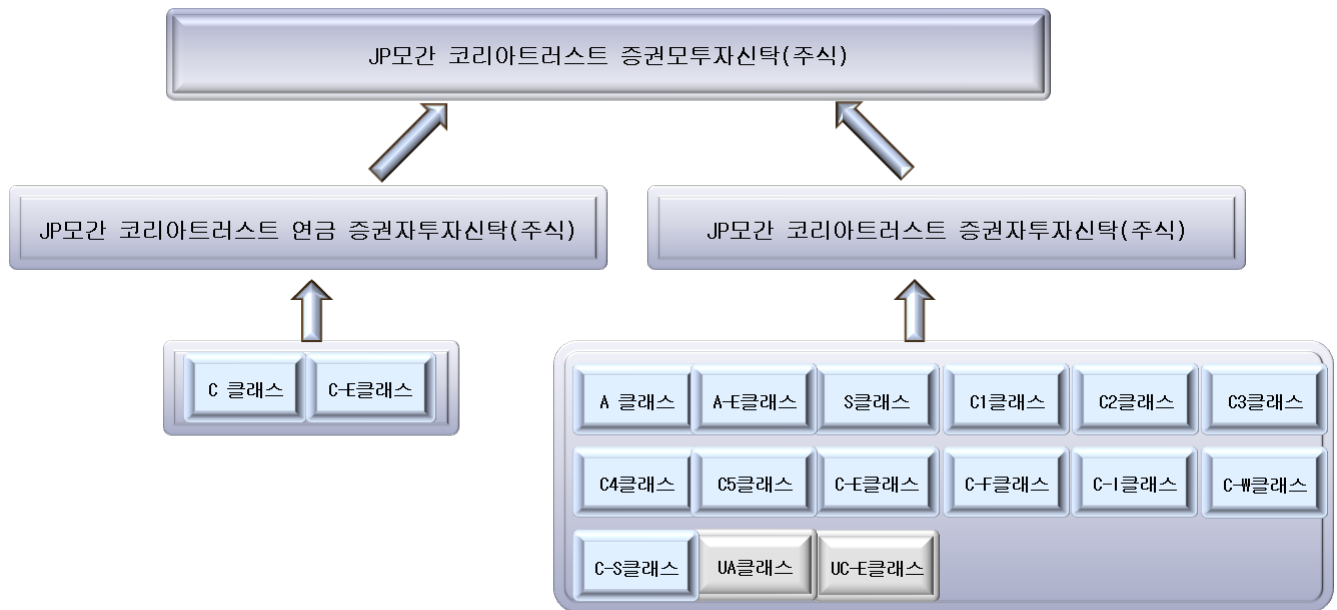 JP모간 코리아트러스트 증권모투자신탁(주식)
JP모간 코리아트러스트 연금 증권자투자신탁(주식)
JP모간 코리아트러스트 증권자투자신탁(주식)
C 클래스
C-E클래스
A 클래스
A-E클래스
S클래스
C1클래스
C2클래스
C3클래스
C4클래스
C5클래스
C-E클래스
C-F클래스
C-I클래스
C-W클래스
C-S클래스
UA클래스
UC-E클래스